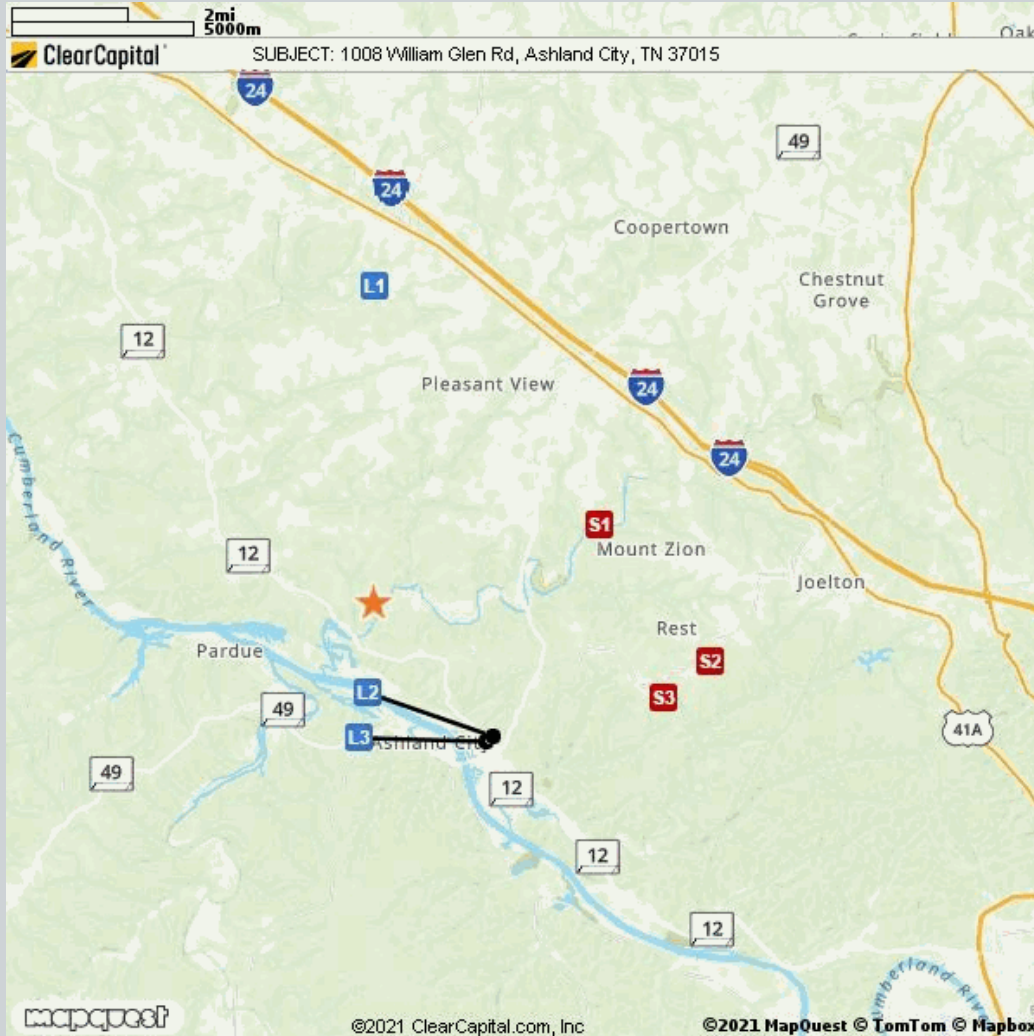 2mi
5000m
ClearCapital
SUBJECT: 1008 William Glen Rd, Ashland City, TN 37015
24
49
24
Coopertown
L1
Chestnut
Grove
12
Pleasant View
24
24
Cumberland River
S1
Mount Zion
12
Joelton
Rest
Pardue
S2
L2
S3
49
41A
L3
Ashland City
49
12
12
12
mapquest
©2021 ClearCapital.com, Inc
©2021 MapQuest © TomTom © Mapbox